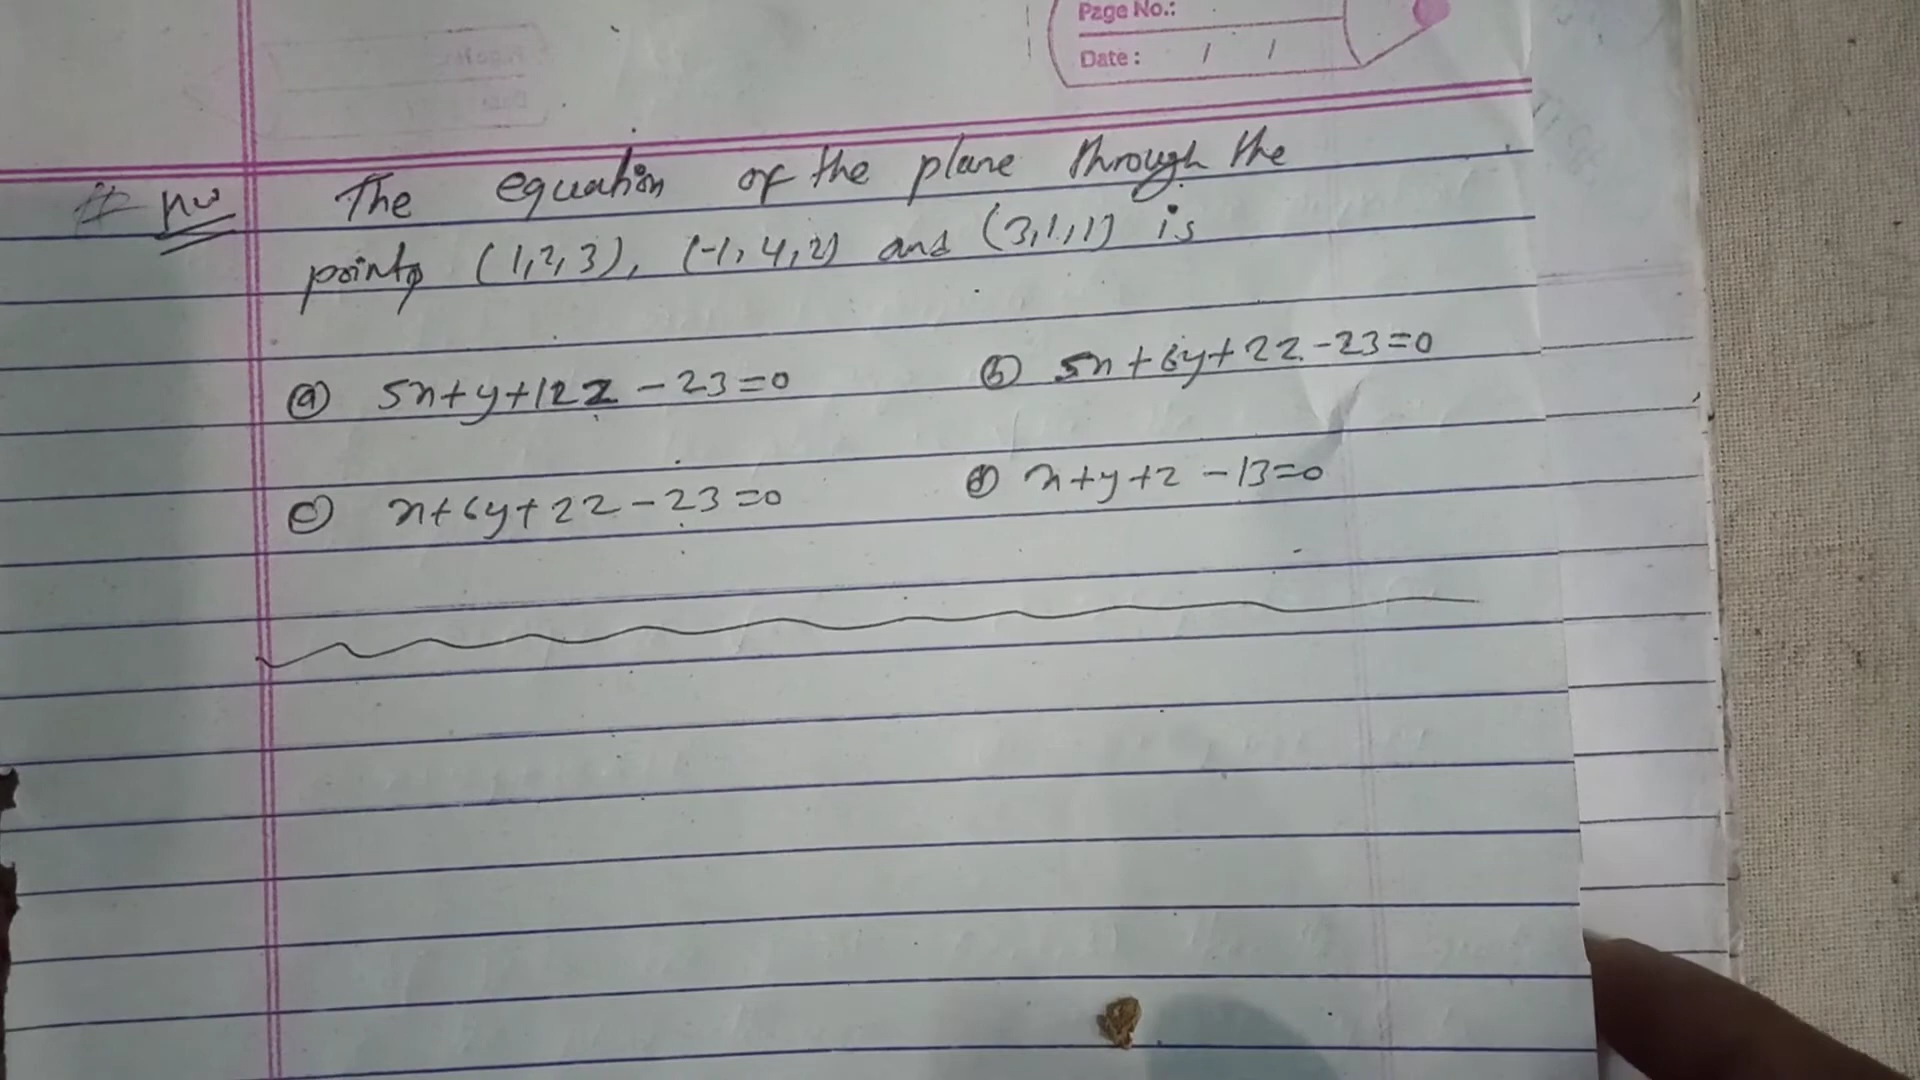 Page No.:
Date : / /
# HW The equation of the plane through the
points (1,2,3), (-1,4,2) and (3,1,1) is
(a) 5x+y+12z-23=0 (b) 5x+6y+2z-23=0
(c) x+6y+2z-23=0 (d) x+y+z-13=0